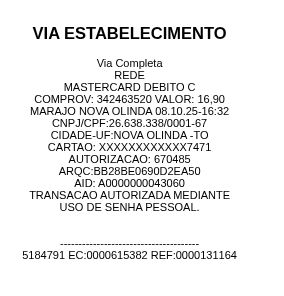 VIA ESTABELECIMENTO
Via Completa
REDE
MASTERCARD DEBITO C
COMPROV: 342463520 VALOR: 16,90
MARAJO NOVA OLINDA 08.10.25-16:32
CNPJ/CPF:26.638.338/0001-67
CIDADE-UF:NOVA OLINDA -TO
CARTAO: XXXXXXXXXXXX7471
AUTORIZACAO: 670485
ARQC:BB28BE0690D2EA50
AID: A0000000043060
TRANSACAO AUTORIZADA MEDIANTE
USO DE SENHA PESSOAL.
--------------------------------------
5184791 EC:0000615382 REF:0000131164